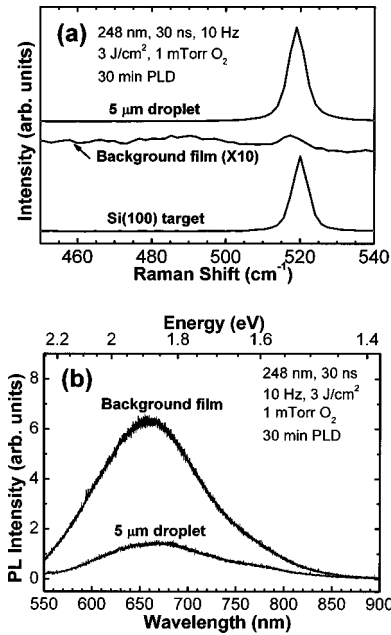 (a)
248 nm, 30 ns, 10 Hz
3 J/cm², 1 mTorr O₂
30 min PLD
5 µm droplet
Background film (X10)
Si(100) target
Intensity (arb. units)
460 480 500 520 540
Raman Shift (cm⁻¹)
Energy (eV)
2.2 2 1.8 1.6 1.4
(b)
248 nm, 30 ns
10 Hz, 3 J/cm²
1 mTorr O₂
30 min PLD
Background film
5 µm droplet
PL Intensity (arb. units)
8
6
4
2
0
550 600 650 700 750 800 850 900
Wavelength (nm)